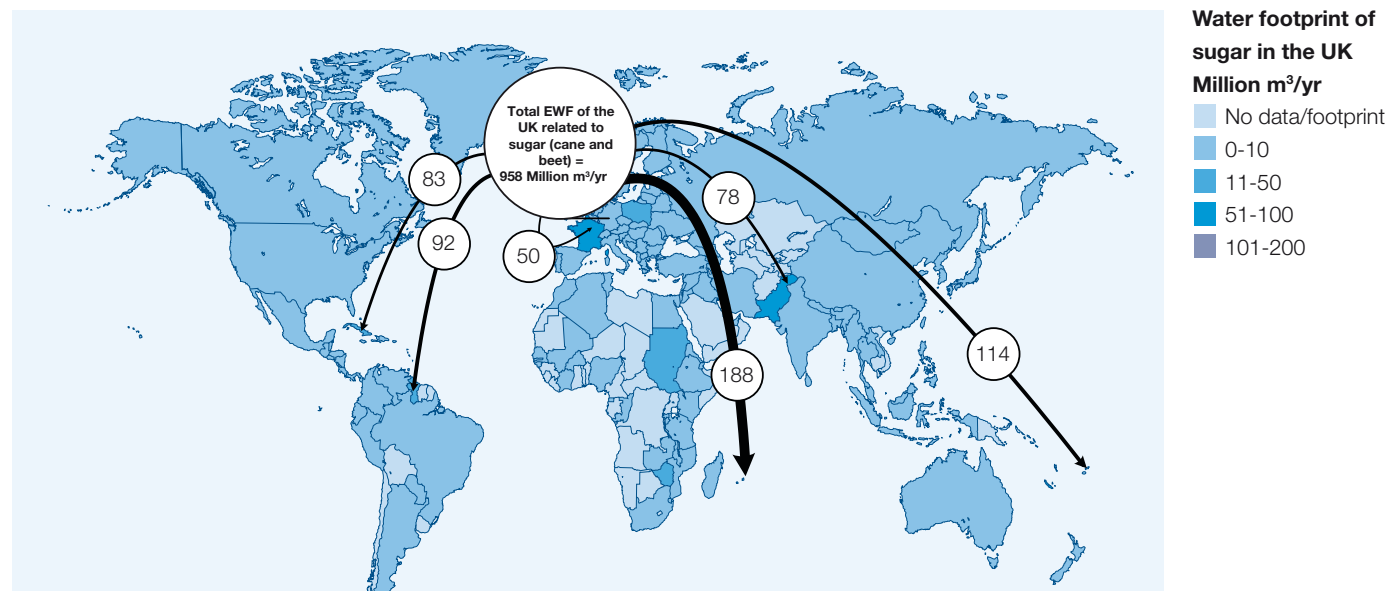 Water footprint of
sugar in the UK
Million m³/yr
No data/footprint
0-10
11-50
51-100
101-200
Total EWF of the
UK related to
sugar (cane and
beet) =
958 Million m³/yr
83
92
50
78
188
114